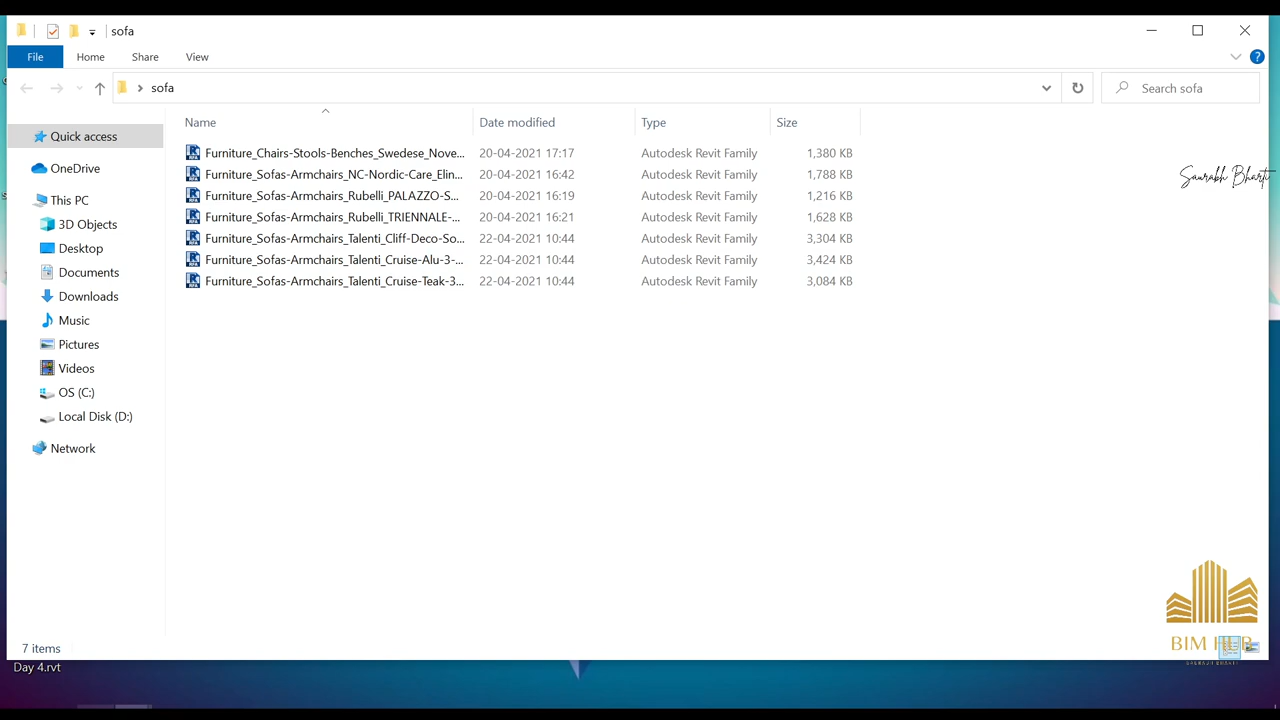 sofa
File Home Share View
sofa
Search sofa
Name Date modified Type Size
Furniture_Chairs-Stools-Benches_Swedese_Nove... 20-04-2021 17:17 Autodesk Revit Family 1,380 KB
Furniture_Sofas-Armchairs_NC-Nordic-Care_Elin... 20-04-2021 16:42 Autodesk Revit Family 1,788 KB
Furniture_Sofas-Armchairs_Rubelli_PALAZZO-S... 20-04-2021 16:19 Autodesk Revit Family 1,216 KB
Furniture_Sofas-Armchairs_Rubelli_TRIENNALE-... 20-04-2021 16:21 Autodesk Revit Family 1,628 KB
Furniture_Sofas-Armchairs_Talenti_Cliff-Deco-So... 22-04-2021 10:44 Autodesk Revit Family 3,304 KB
Furniture_Sofas-Armchairs_Talenti_Cruise-Alu-3-... 22-04-2021 10:44 Autodesk Revit Family 3,424 KB
Furniture_Sofas-Armchairs_Talenti_Cruise-Teak-3... 22-04-2021 10:44 Autodesk Revit Family 3,084 KB
Quick access
OneDrive
This PC
3D Objects
Desktop
Documents
Downloads
Music
Pictures
Videos
OS (C:)
Local Disk (D:)
Network
Saurabh Bharti
7 items
BIM HUB
SAURABH BHARTI
Day 4.rvt